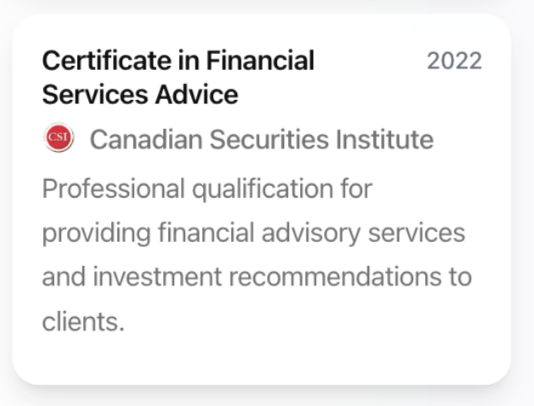 Certificate in Financial 2022
Services Advice
CSI Canadian Securities Institute
Professional qualification for
providing financial advisory services
and investment recommendations to
clients.